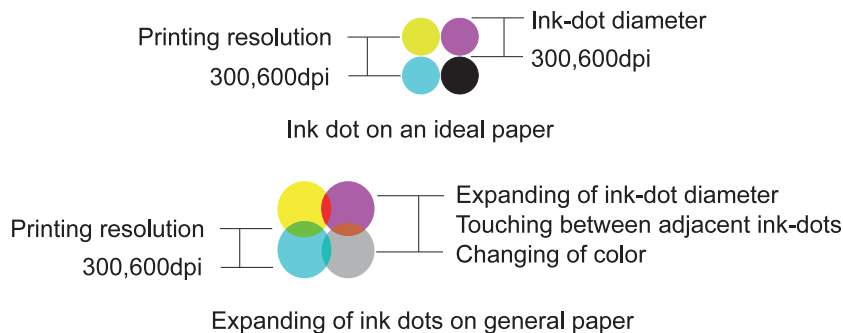 Printing resolution
300,600dpi
Ink-dot diameter
300,600dpi
Ink dot on an ideal paper
Printing resolution
300,600dpi
Expanding of ink-dot diameter
Touching between adjacent ink-dots
Changing of color
Expanding of ink dots on general paper